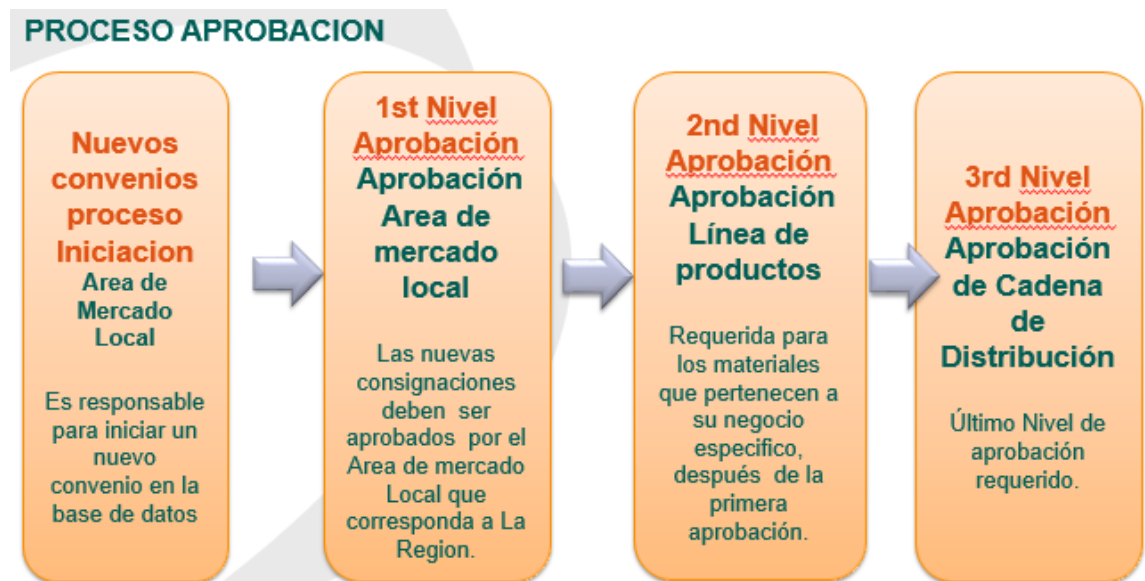 PROCESO APROBACION
Nuevos
convenios
proceso
Iniciacion
Area de
Mercado
Local
Es responsable
para iniciar un
nuevo
convenio en la
base de datos
1st Nivel
Aprobación
Aprobación
Area de
mercado
local
Las nuevas
consignaciones
deben ser
aprobados por el
Area de mercado
Local que
corresponda a La
Region.
2nd Nivel
Aprobación
Aprobación
Línea de
productos
Requerida para
los materiales
que pertenecen a
su negocio
especifico,
después de la
primera
aprobación.
3rd Nivel
Aprobación
Aprobación
de Cadena
de
Distribución
Último Nivel de
aprobación
requerido.